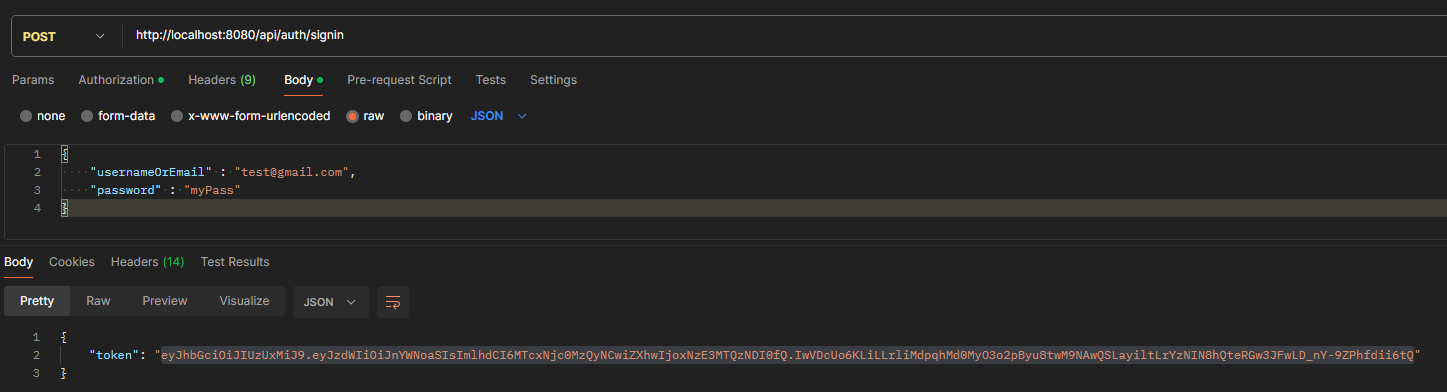 POST http://localhost:8080/api/auth/signin
Params Authorization Headers (9) Body Pre-request Script Tests Settings
none form-data x-www-form-urlencoded raw binary JSON
1 {
2 "usernameOrEmail" : "test@gmail.com",
3 "password" : "myPass"
4 }
Body Cookies Headers (14) Test Results
Pretty Raw Preview Visualize JSON
1 {
2 "token": "eyJhbGciOiJIUzUxMiJ9.eyJzdWIiOiJnYWNoaSIsImlhdCI6MTcxNjc0MzQyNCwiZXhwIjoxNzE3MTQzNDI0fQ.IwVDcUo6KLiLLrliMdpqhMd0MyO3o2pByu8twM9NAwQSLayiltLrYzNIN8hQteRGw3JFwLD_nY-9ZPhfdii6tQ"
3 }